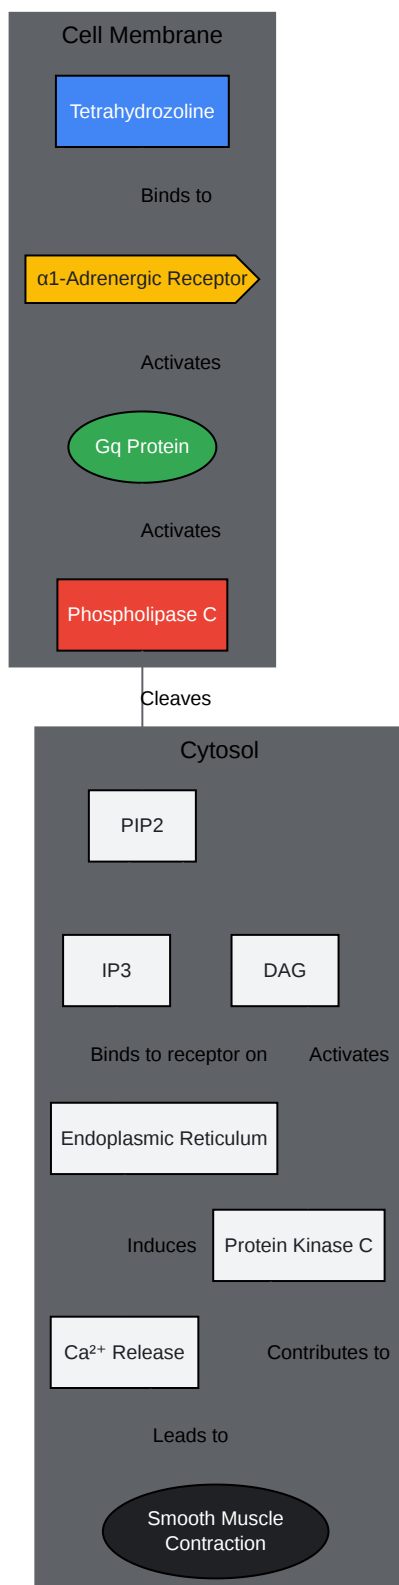 Cell Membrane
Tetrahydrozoline
Binds to
α1-Adrenergic Receptor
Activates
Gq Protein
Activates
Phospholipase C
Cleaves
Cytosol
PIP2
IP3
DAG
Binds to receptor on
Activates
Endoplasmic Reticulum
Induces
Protein Kinase C
Ca²⁺ Release
Contributes to
Leads to
Smooth Muscle
Contraction